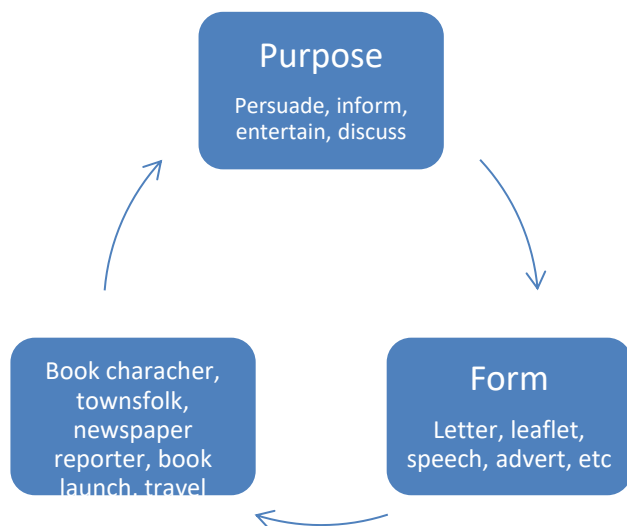 Purpose
Persuade, inform,
entertain, discuss
Form
Letter, leaflet,
speech, advert, etc
Book characher,
townsfolk,
newspaper
reporter, book
launch, travel